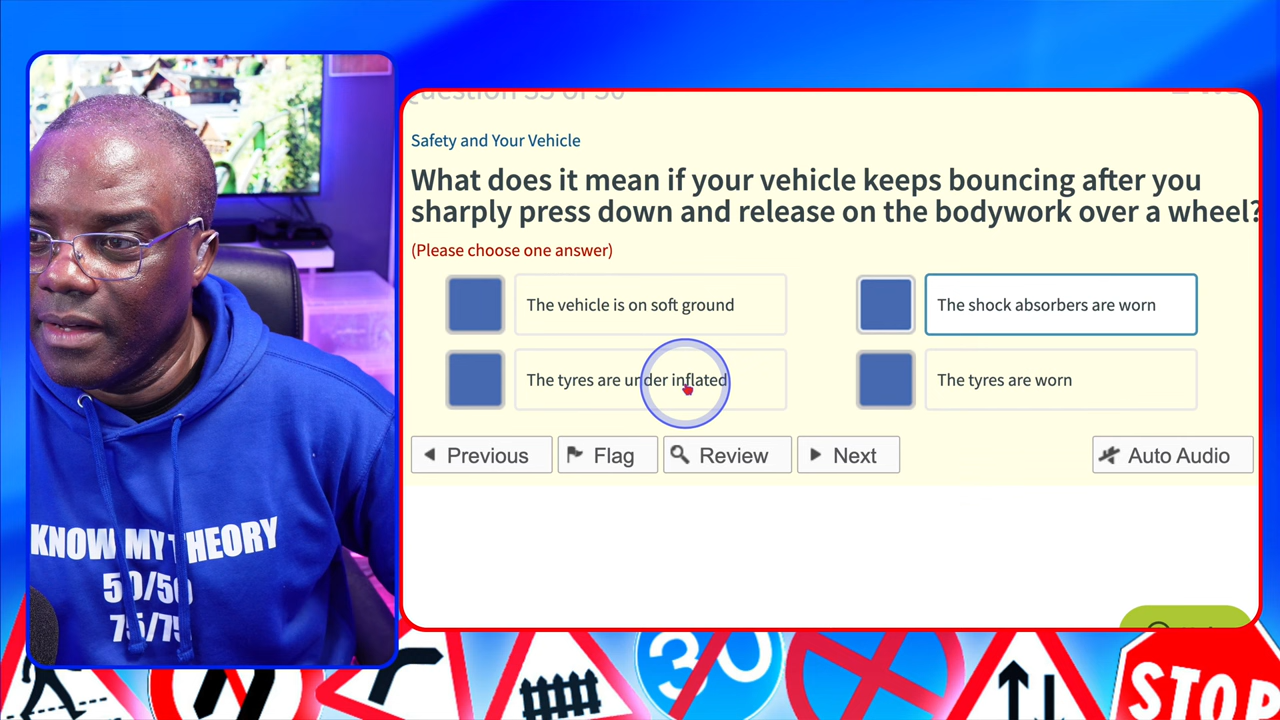 Safety and Your Vehicle
What does it mean if your vehicle keeps bouncing after you
sharply press down and release on the bodywork over a wheel?
(Please choose one answer)
The vehicle is on soft ground
The shock absorbers are worn
The tyres are under inflated
The tyres are worn
Previous
Flag
Review
Next
Auto Audio
KNOW MY THEORY
50/50
75/75
30
STOP